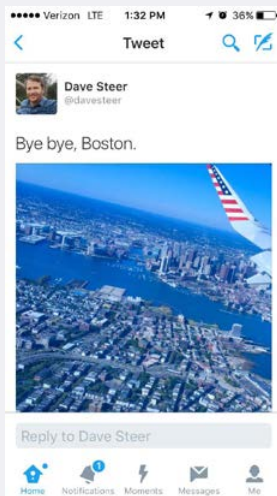 Verizon LTE 1:32 PM 36%
Tweet
Dave Steer
@davesteer
Bye bye, Boston.
Reply to Dave Steer
1
Home Notifications Moments Messages Me